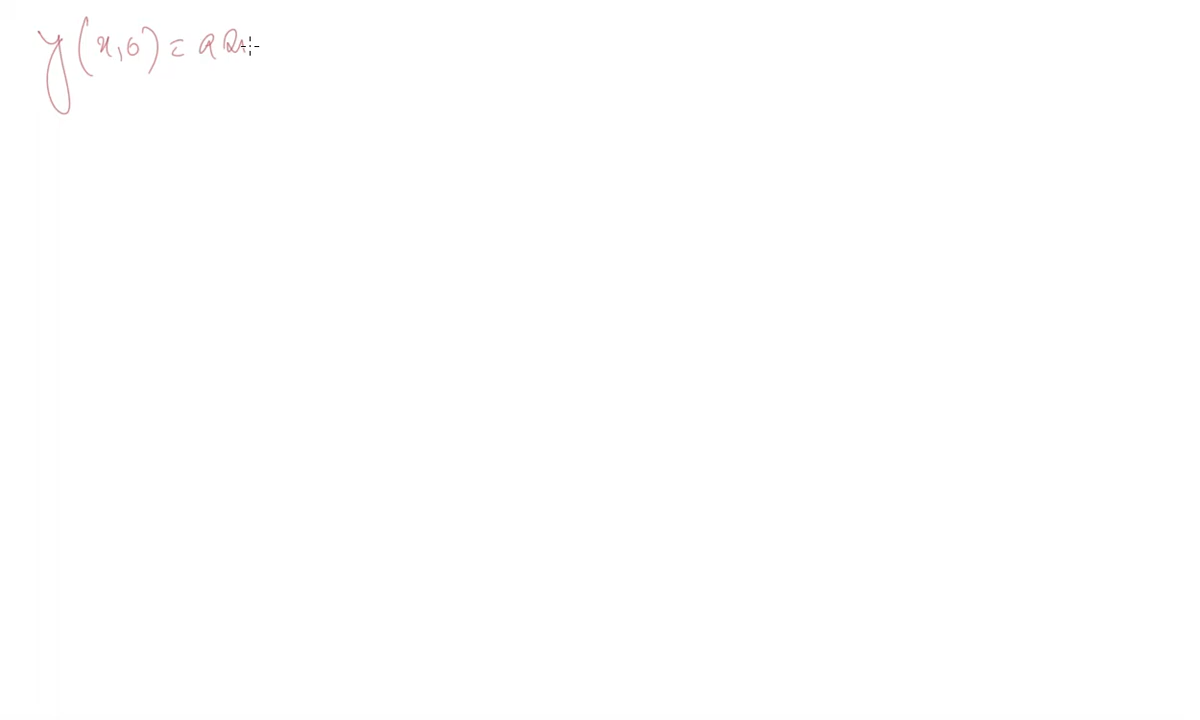 y(x,0) = a